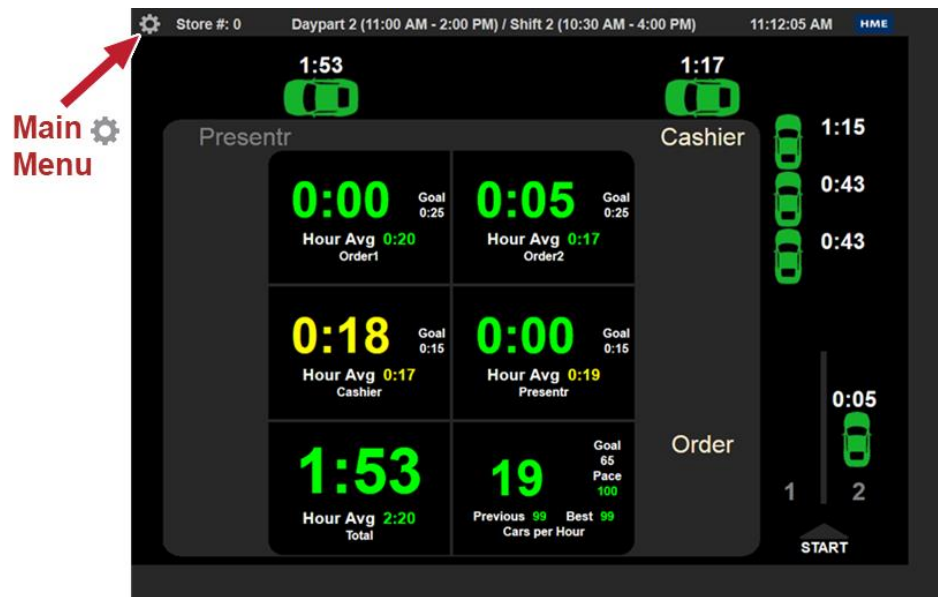 Store #: 0 Daypart 2 (11:00 AM - 2:00 PM) / Shift 2 (10:30 AM - 4:00 PM) 11:12:05 AM HME
1:53 1:17
Main
Menu
Presentr Cashier
1:15
0:43
0:43
0:00 Goal 0:25
Hour Avg 0:20
Order1
0:05 Goal 0:25
Hour Avg 0:17
Order2
0:18 Goal 0:15
Hour Avg 0:17
Cashier
0:00 Goal 0:15
Hour Avg 0:19
Presentr
1:53
Hour Avg 2:20
Total
19
Goal
65
Pace
100
Previous 99 Best 99
Cars per Hour
Order
0:05
1 2
START